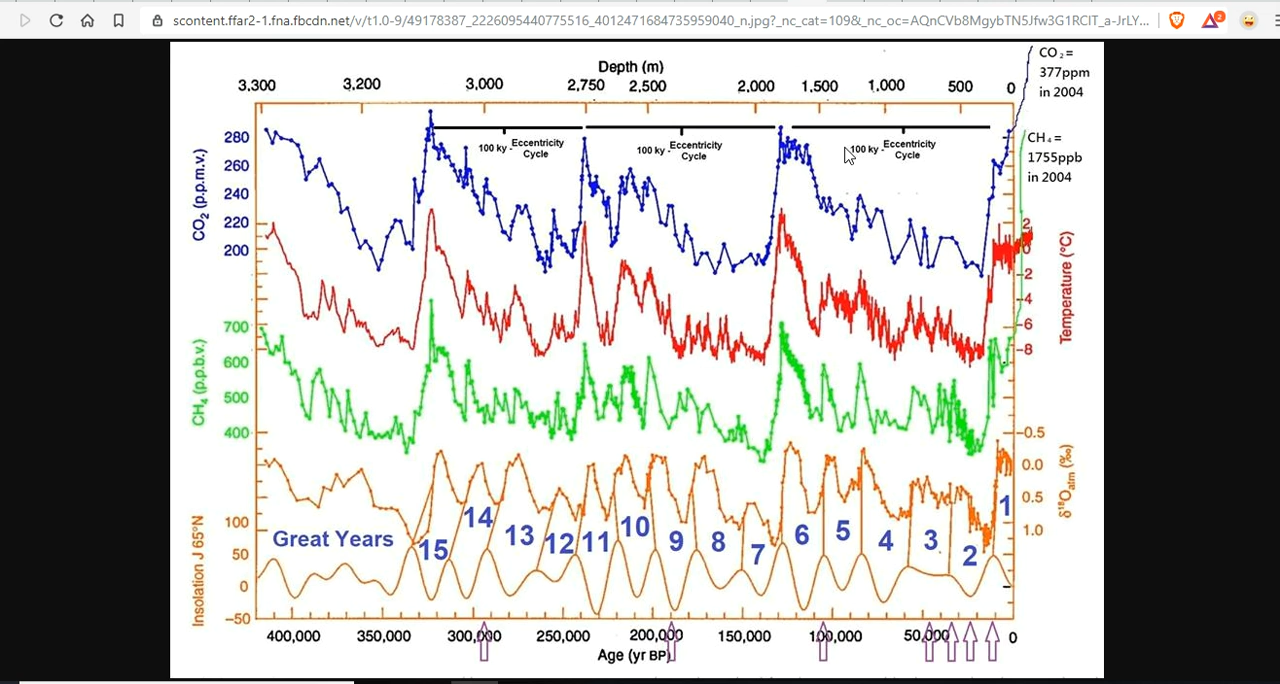 scontent.ffar2-1.fna.fbcdn.net/v/t1.0-9/49178387_2226095440775516_4012471684735959040_n.jpg?_nc_cat=109&_nc_oc=AQnCVb8MgybTN5Jfw3G1RClT_a-JrLY...
2
Depth (m)
3.300 3,200 3,000 2,750 2,500 2,000 1,500 1.000 500 0
CO₂=
377ppm
in 2004
CH₄=
1755ppb
in 2004
100 ky - Eccentricity Cycle
100 ky - Eccentricity Cycle
100 ky - Eccentricity Cycle
CO₂ (p.p.m.v.)
280
260
240
220
200
Temperature (°C)
2
0
-2
-4
-6
-8
CH₄ (p.p.b.v.)
700
600
500
400
δ¹⁸Oatm (‰)
-0.5
0.0
0.5
1.0
Insolation J 65°N
100
50
0
-50
Great Years
15 14 13 12 11 10 9 8 7 6 5 4 3 2 1
400,000 350,000 300,000 250,000 200,000 150,000 100,000 50,000 0
Age (yr BP)